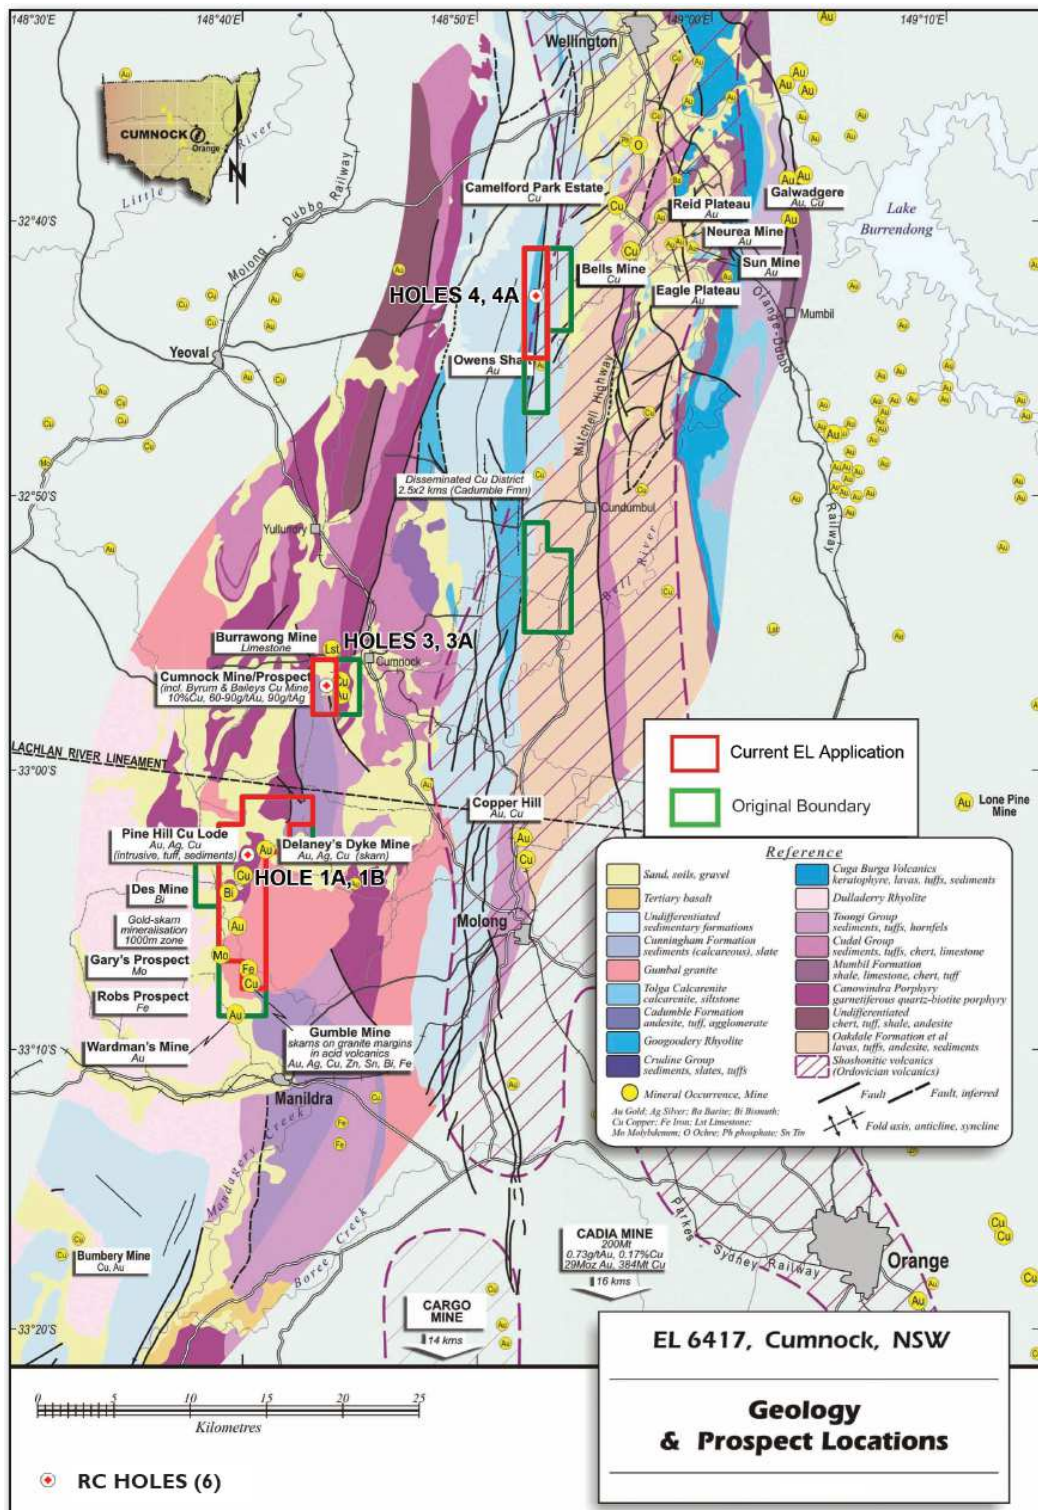 148°30'E
148°40'E
148°50'E
149°00'E
149°10'E
Wellington
Au
CUMNOCK
Orange
N
Little River
Molong - Dubbo Railway
Camelford Park Estate
Cu
Reid Plateau
Au
Galwadgere
Au, Cu
Neurea Mine
Au
Sun Mine
Au
Bells Mine
Cu
Eagle Plateau
Au
Lake
Burrendong
32°40'S
HOLES 4, 4A
Owens Sha
Au
Yeoval
Mumbil
Orange-Dubbo
Railway
Mitchell Highway
Disseminated Cu District
2.5x2 kms (Cadumble Frmn)
32°50'S
Yullundry
Cundumbul
Bell River
Burrawong Mine
Limestone
HOLES 3, 3A
Lst
Cumnock
Cumnock Mine/Prospect
(incl. Byrum & Baileys Cu Mine)
10%Cu, 60-90g/tAu, 90g/tAg
Cu
Au
LACHLAN RIVER LINEAMENT
33°00'S
Current EL Application
Original Boundary
Copper Hill
Au, Cu
Au
Cu
Au
Lone Pine
Mine
Pine Hill Cu Lode
Au, Ag, Cu
(intrusive, tuff, sediments)
Delaney's Dyke Mine
Au, Ag, Cu (skarn)
HOLE 1A, 1B
Des Mine
Bi
Gold-skarn
mineralisation
1000m zone
Gary's Prospect
Mo
Robs Prospect
Fe
Wardman's Mine
Au
Au
Cu
Bi
Au
Mo
Fe
Cu
Au
Gumble Mine
skarns on granite margins
in acid volcanics
Au, Ag, Cu, Zn, Sn, Bi, Fe
Molong
33°10'S
Manildra
Mandagery Creek
Boree Creek
Reference
Sand, soils, gravel
Tertiary basalt
Undifferentiated
sedimentary formations
Cunningham Formation
sediments (calcareous), slate
Gumbal granite
Tolga Calcarenite
calcarenite, siltstone
Cadumble Formation
andesite, tuff, agglomerate
Googoodery Rhyolite
Crudine Group
sediments, slates, tuffs
Cuga Burga Volcanics
keratophyre, lavas, tuffs, sediments
Dulladerry Rhyolite
Toongi Group
sediments, tuffs, hornfels
Cudal Group
sediments, tuffs, chert, limestone
Mumbil Formation
shale, limestone, chert, tuff
Canowindra Porphyry
garnetiferous quartz-biotite porphyry
Undifferentiated
chert, tuff, shale, andesite
Oakdale Formation et al
lavas, tuffs, andesite, sediments
Shoshonitic volcanics
(Ordovician volcanics)
Mineral Occurrence, Mine
Au Gold; Ag Silver; Ba Barite; Bi Bismuth;
Cu Copper; Fe Iron; Lst Limestone;
Mo Molybdenum; O Ochre; Ph phosphate; Sn Tin
Fault
Fault, inferred
Fold axis, anticline, syncline
Bumbery Mine
Cu, Au
CADIA MINE
200Mt
0.73g/tAu, 0.17%Cu
29Moz Au, 384Mt Cu
16 kms
CARGO
MINE
14 kms
Parkes - Sydney Railway
Orange
33°20'S
EL 6417, Cumnock, NSW
Geology
& Prospect Locations
0 5 10 15 20 25
Kilometres
RC HOLES (6)